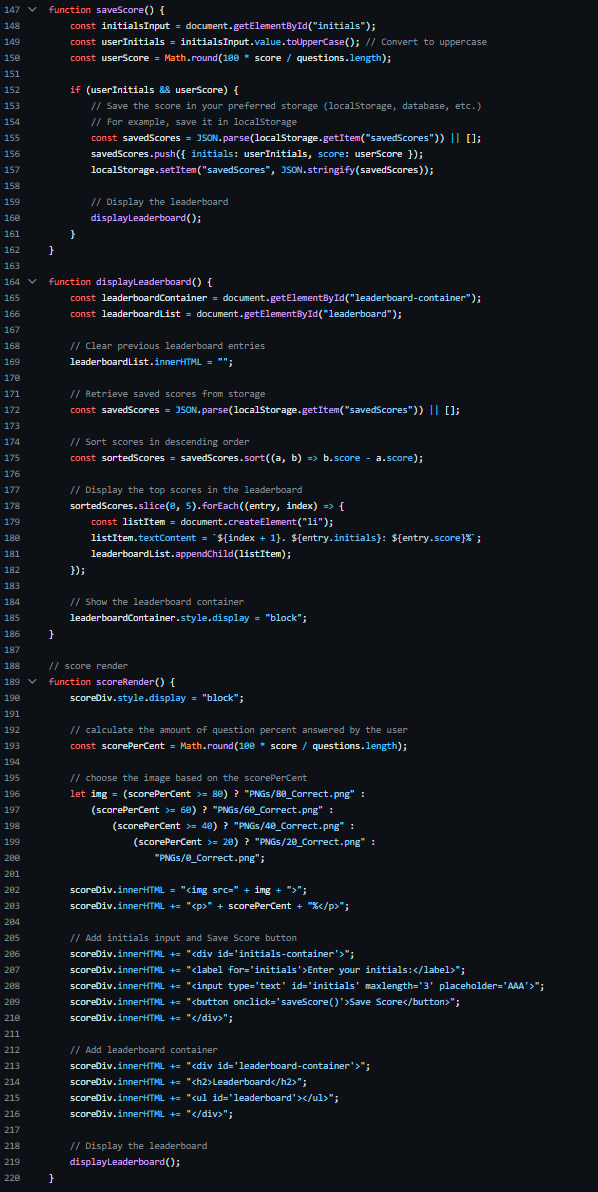 147 function saveScore() {
148 const initialsInput = document.getElementById("initials");
149 const userInitials = initialsInput.value.toUpperCase(); // Convert to uppercase
150 const userScore = Math.round(100 * score / questions.length);
151
152 if (userInitials && userScore) {
153 // Save the score in your preferred storage (localStorage, database, etc.)
154 // For example, save it in localStorage
155 const savedScores = JSON.parse(localStorage.getItem("savedScores")) || [];
156 savedScores.push({ initials: userInitials, score: userScore });
157 localStorage.setItem("savedScores", JSON.stringify(savedScores));
158
159 // Display the leaderboard
160 displayLeaderboard();
161 }
162 }
163
164 function displayLeaderboard() {
165 const leaderboardContainer = document.getElementById("leaderboard-container");
166 const leaderboardList = document.getElementById("leaderboard");
167
168 // Clear previous leaderboard entries
169 leaderboardList.innerHTML = "";
170
171 // Retrieve saved scores from storage
172 const savedScores = JSON.parse(localStorage.getItem("savedScores")) || [];
173
174 // Sort scores in descending order
175 const sortedScores = savedScores.sort((a, b) => b.score - a.score);
176
177 // Display the top scores in the leaderboard
178 sortedScores.slice(0, 5).forEach((entry, index) => {
179 const listItem = document.createElement("li");
180 listItem.textContent = `${index + 1}. ${entry.initials}: ${entry.score}%`;
181 leaderboardList.appendChild(listItem);
182 });
183
184 // Show the leaderboard container
185 leaderboardContainer.style.display = "block";
186 }
187
188 // score render
189 function scoreRender() {
190 scoreDiv.style.display = "block";
191
192 // calculate the amount of question percent answered by the user
193 const scorePerCent = Math.round(100 * score / questions.length);
194
195 // choose the image based on the scorePerCent
196 let img = (scorePerCent >= 80) ? "PNGs/80_Correct.png" :
197 (scorePerCent >= 60) ? "PNGs/60_Correct.png" :
198 (scorePerCent >= 40) ? "PNGs/40_Correct.png" :
199 (scorePerCent >= 20) ? "PNGs/20_Correct.png" :
200 "PNGs/0_Correct.png";
201
202 scoreDiv.innerHTML = "<img src=" + img + ">";
203 scoreDiv.innerHTML += "<p>" + scorePerCent + "%</p>";
204
205 // Add initials input and Save Score button
206 scoreDiv.innerHTML += "<div id='initials-container'>";
207 scoreDiv.innerHTML += "<label for='initials'>Enter your initials:</label>";
208 scoreDiv.innerHTML += "<input type='text' id='initials' maxlength='3' placeholder='AAA'>";
209 scoreDiv.innerHTML += "<button onclick='saveScore()'>Save Score</button>";
210 scoreDiv.innerHTML += "</div>";
211
212 // Add leaderboard container
213 scoreDiv.innerHTML += "<div id='leaderboard-container'>";
214 scoreDiv.innerHTML += "<h2>Leaderboard</h2>";
215 scoreDiv.innerHTML += "<ul id='leaderboard'></ul>";
216 scoreDiv.innerHTML += "</div>";
217
218 // Display the leaderboard
219 displayLeaderboard();
220 }